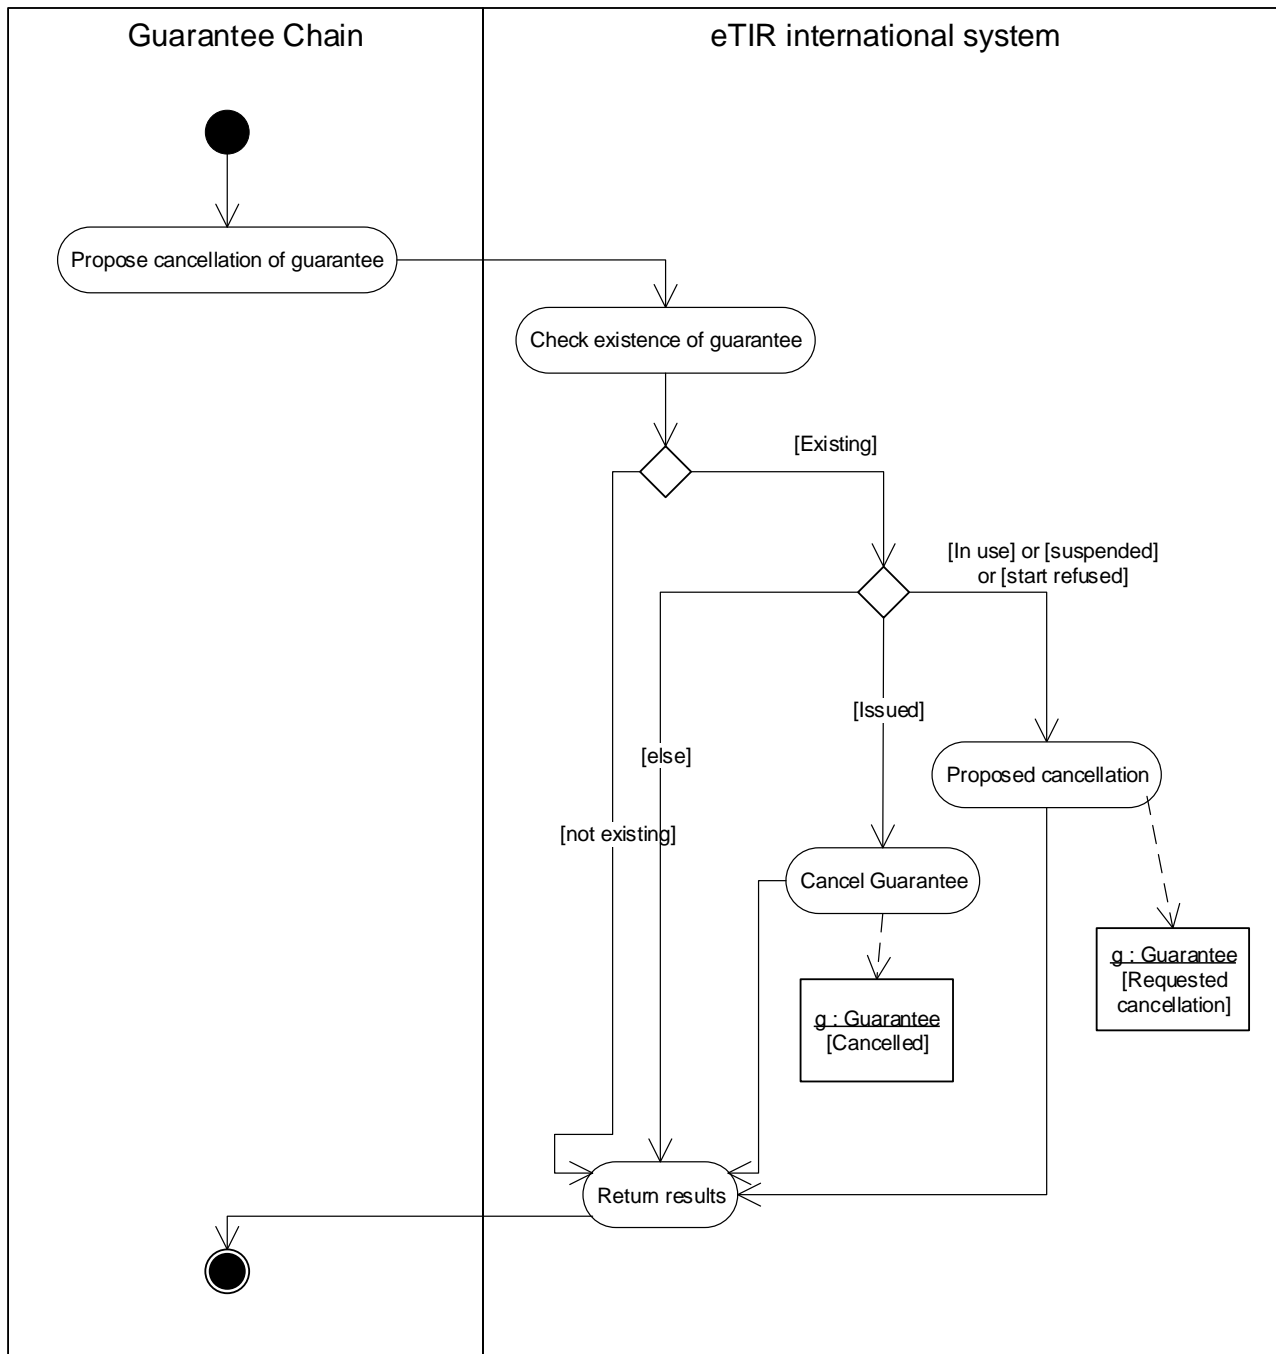 Guarantee Chain
eTIR international system
Propose cancellation of guarantee
Check existence of guarantee
[Existing]
[In use] or [suspended]
or [start refused]
[Issued]
[else]
Proposed cancellation
[not existing]
Cancel Guarantee
g : Guarantee
[Requested
cancellation]
g : Guarantee
[Cancelled]
Return results